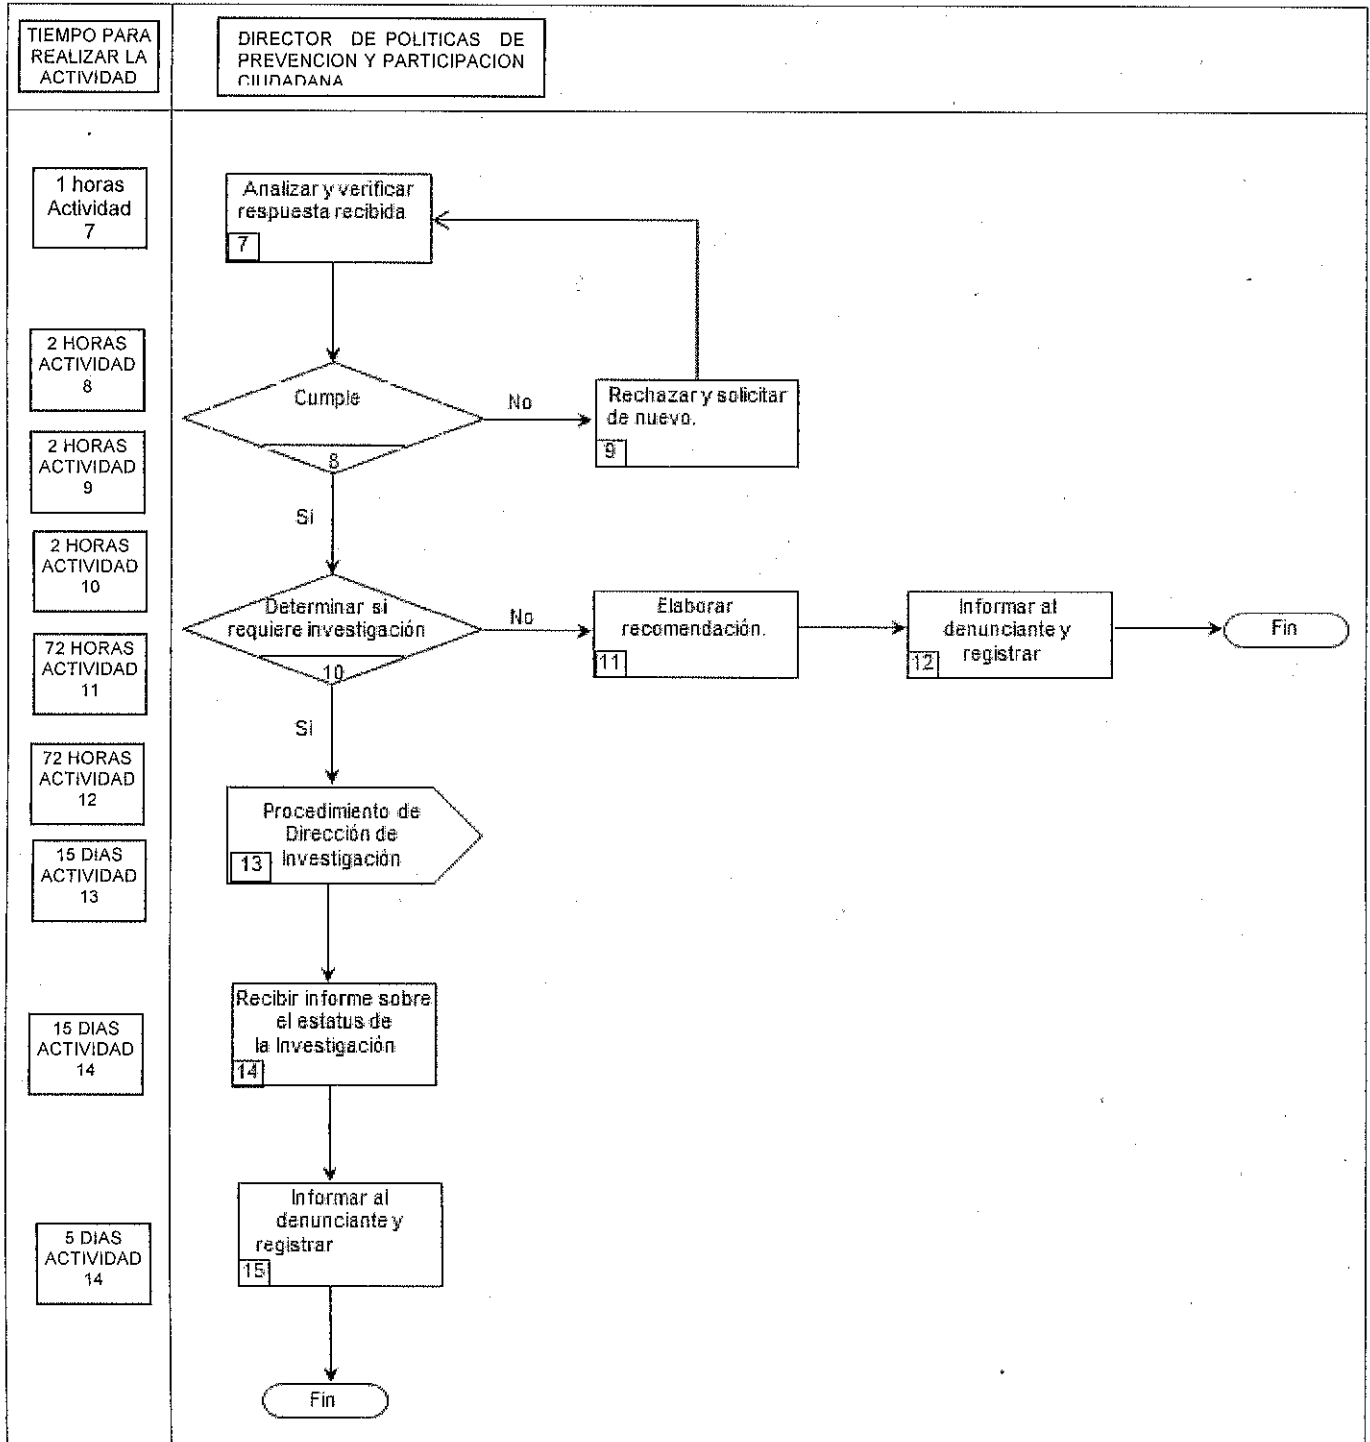 TIEMPO PARA
REALIZAR LA
ACTIVIDAD
DIRECTOR DE POLITICAS DE
PREVENCION Y PARTICIPACION
CIUDADANA
1 horas
Actividad
7
Analizar y verificar
respuesta recibida
7
2 HORAS
ACTIVIDAD
8
Cumple
8
No
Rechazar y solicitar
de nuevo.
9
2 HORAS
ACTIVIDAD
9
Si
2 HORAS
ACTIVIDAD
10
Determinar si
requiere investigación
10
No
Elaborar
recomendación.
11
Informar al
denunciante y
registrar
12
Fin
72 HORAS
ACTIVIDAD
11
Si
72 HORAS
ACTIVIDAD
12
Procedimiento de
Dirección de
Investigación
13
15 DIAS
ACTIVIDAD
13
Recibir informe sobre
el estatus de
la Investigación
14
15 DIAS
ACTIVIDAD
14
Informar al
denunciante y
registrar
15
5 DIAS
ACTIVIDAD
14
Fin